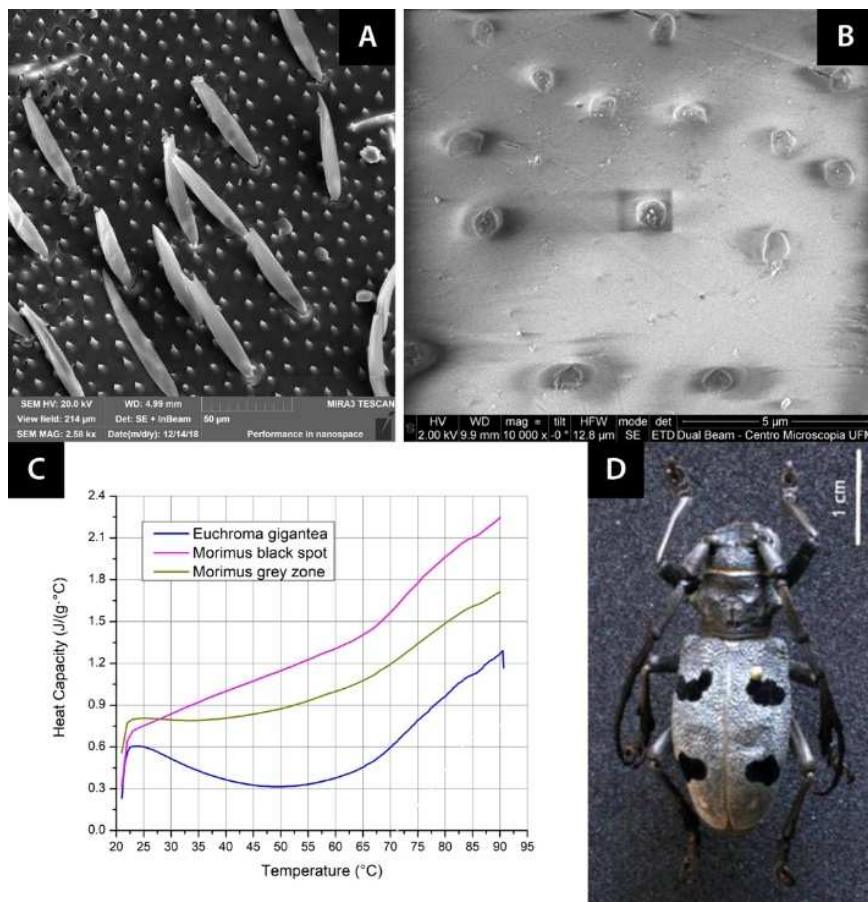 A
SEM HV: 20.0 kV WD: 4.99 mm MIRA3 TESCAN
View field: 214 µm Det: SE + InBeam 50 µm
SEM MAG: 2.58 kx Date(m/d/y): 12/14/18 Performance in nanospace
B
HV WD mag = tilt HFW mode det 5 µm
2.00 kV 9.9 mm 10 000 x -0 ° 12.8 µm SE ETD Dual Beam - Centro Microscopia UFM
C
2.4
2.1
1.8
1.5
1.2
0.9
0.6
0.3
0.0
Heat Capacity (J/(g·°C)
Euchroma gigantea
Morimus black spot
Morimus grey zone
20 25 30 35 40 45 50 55 60 65 70 75 80 85 90 95
Temperature (°C)
D
1 cm